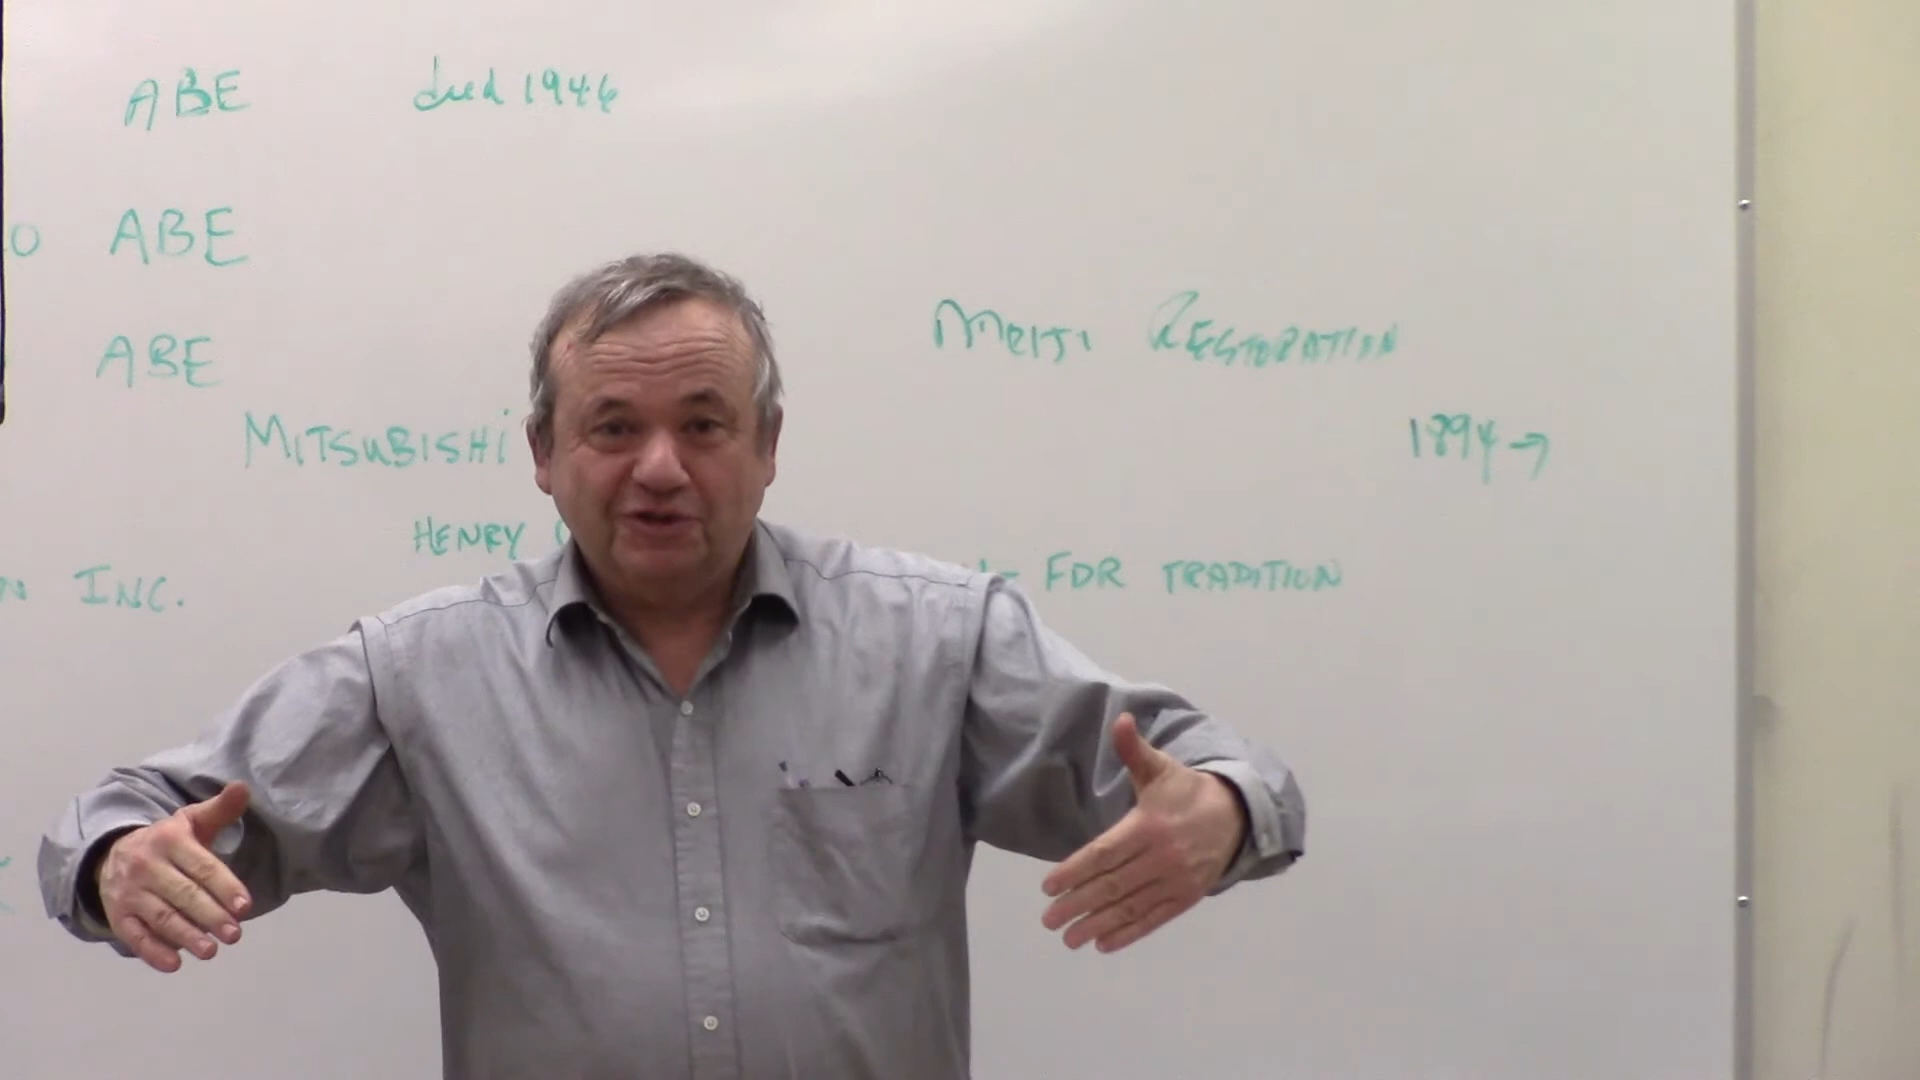 ABE died 1946
O ABE
MEIJI RESTORATION
ABE
MITSUBISHI
1894 →
HENRY
FOR TRADITION
N INC.